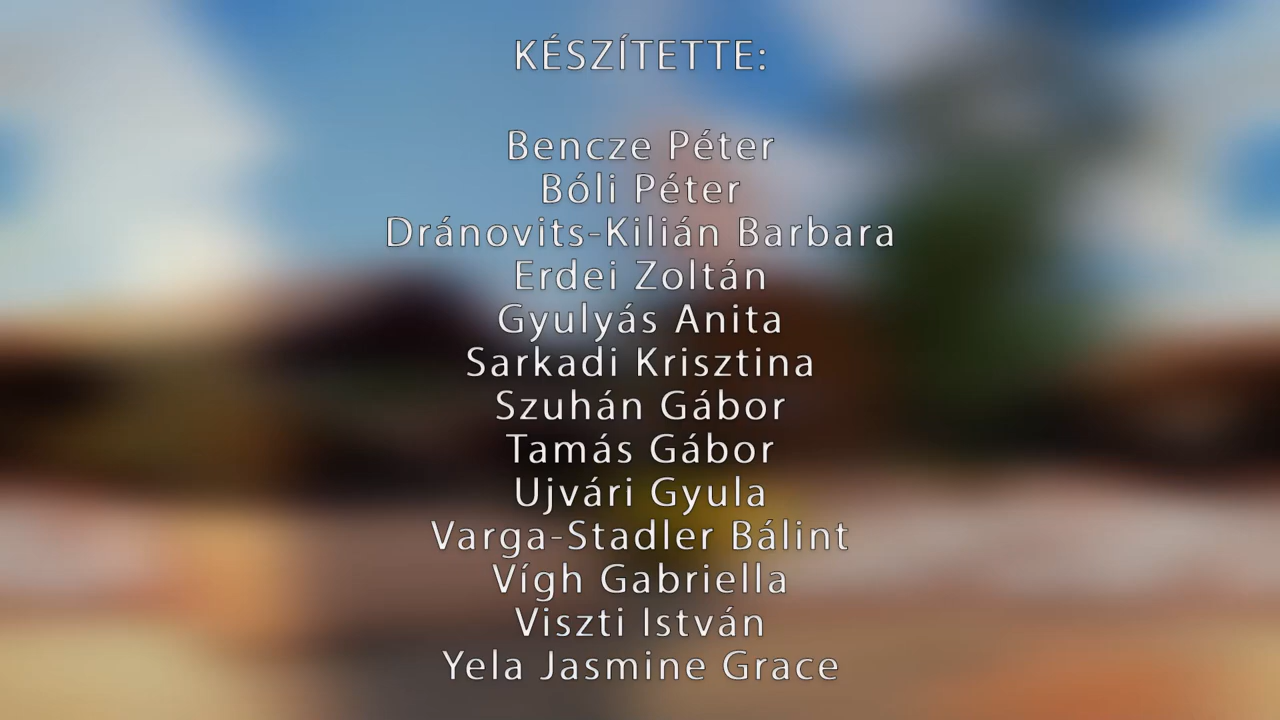 KÉSZÍTETTE:
Bencze Péter
Bóli Péter
Dránovits-Kilián Barbara
Erdei Zoltán
Gyulyás Anita
Sarkadi Krisztina
Szuhán Gábor
Tamás Gábor
Ujvári Gyula
Varga-Stadler Bálint
Vígh Gabriella
Viszti István
Yela Jasmine Grace